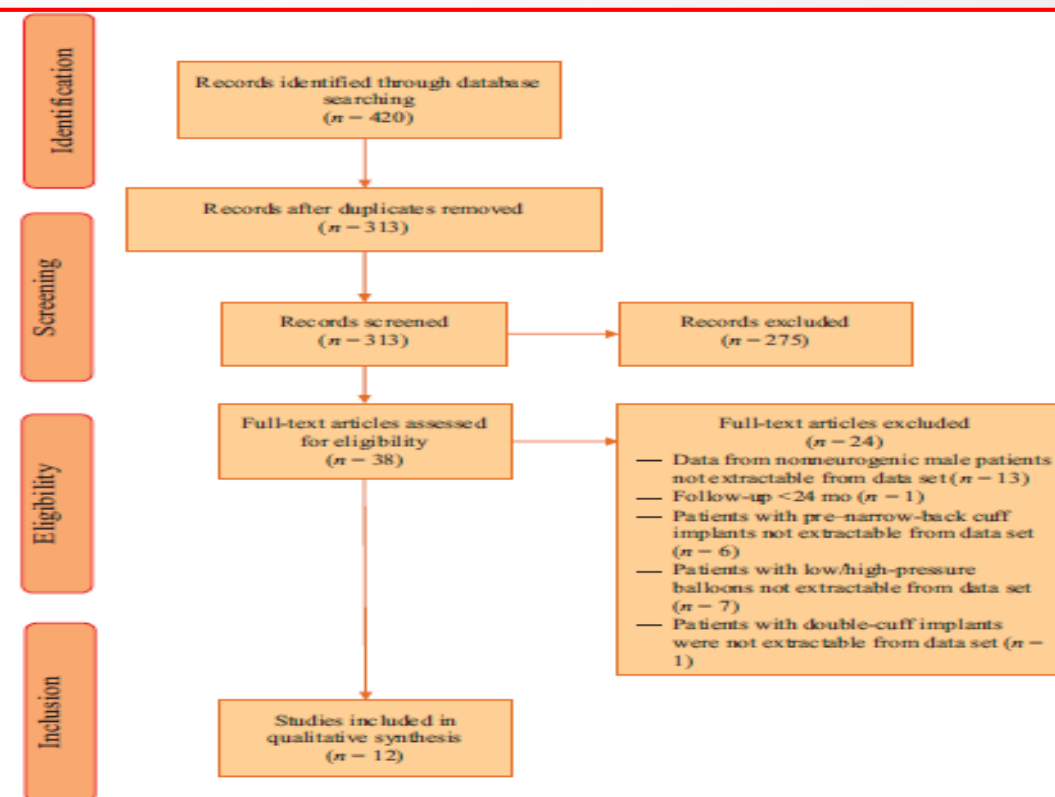 Identification
Records identified through database
searching
(n – 420)
Records after duplicates removed
(n – 313)
Screening
Records screened
(n – 313)
Records excluded
(n – 275)
Eligibility
Full-text articles assessed
for eligibility
(n – 38)
Full-text articles excluded
(n – 24)
— Data from nonneurogenic male patients
not extractable from data set (n – 13)
— Follow-up <24 mo (n – 1)
— Patients with pre–narrow-back cuff
implants not extractable from data set
(n – 6)
— Patients with low/high-pressure
balloons not extractable from data set
(n – 7)
— Patients with double-cuff implants
were not extractable from data set (n –
1)
Inclusion
Studies included in
qualitative synthesis
(n – 12)